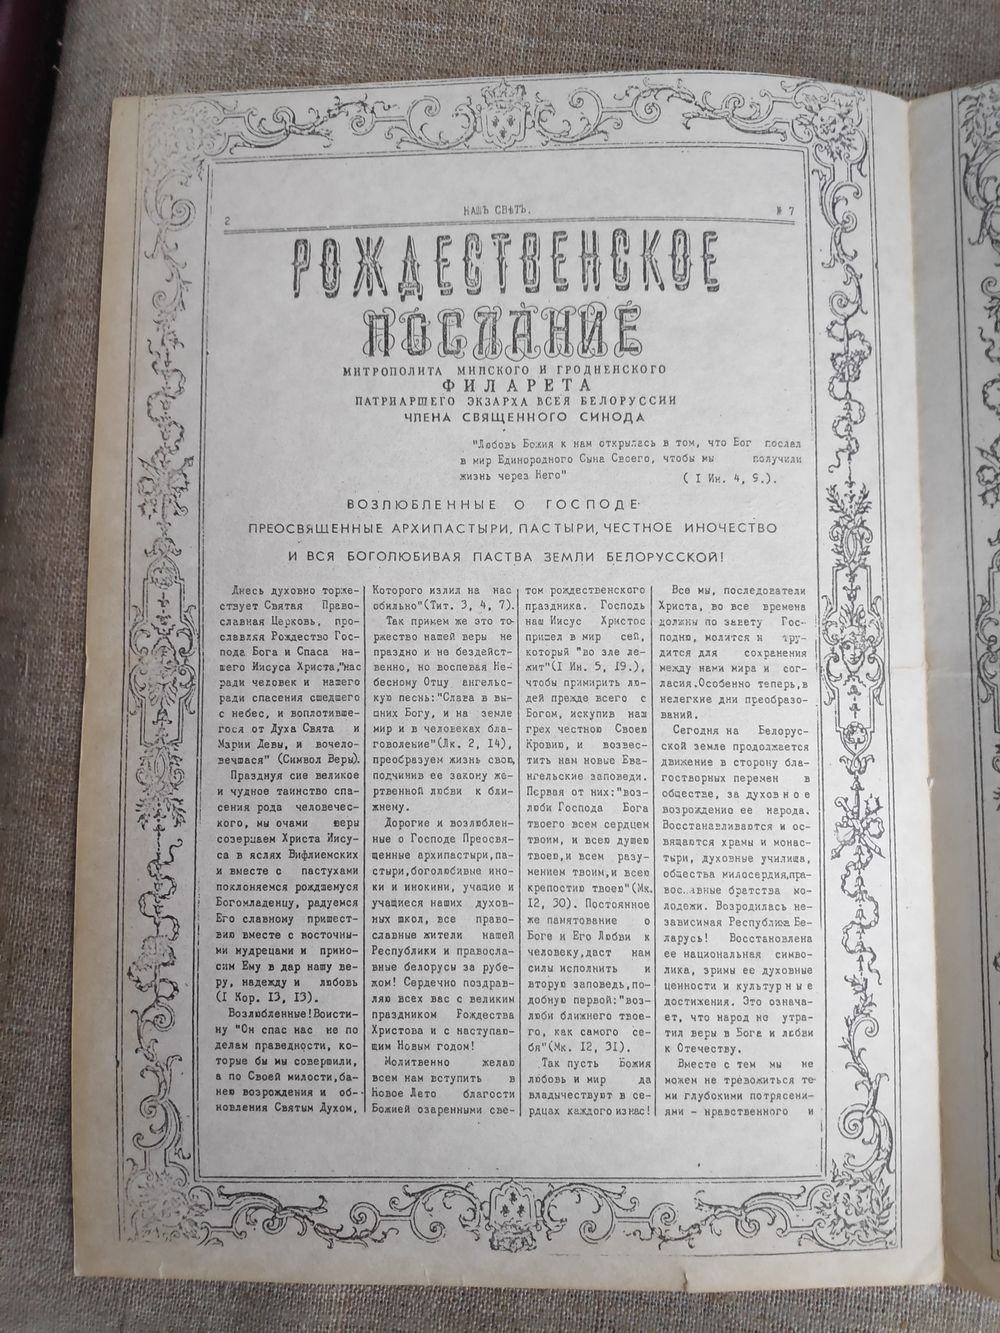 2
НАШЪ СВѢТЪ.
№ 7
РОЖДЕСТВЕНСКОЕ
ПОСЛАНИЕ
МИТРОПОЛИТА МИНСКОГО И ГРОДНЕНСКОГО
ФИЛАРЕТА
ПАТРИАРШЕГО ЭКЗАРХА ВСЕЯ БЕЛОРУССИИ
ЧЛЕНА СВЯЩЕННОГО СИНОДА
"Любовь Божия к нам открылась в том, что Бог послал
в мир Единородного Сына Своего, чтобы мы получили
жизнь через Него" ( I Ин. 4, 9.).
ВОЗЛЮБЛЕННЫЕ О ГОСПОДЕ
ПРЕОСВЯЩЕННЫЕ АРХИПАСТЫРИ, ПАСТЫРИ, ЧЕСТНОЕ ИНОЧЕСТВО
И ВСЯ БОГОЛЮБИВАЯ ПАСТВА ЗЕМЛИ БЕЛОРУССКОЙ!
Днесь духовно торже-
ствует Святая Право-
славная Церковь, про-
славляя Рождество Гос-
пода Бога и Спаса на-
шего Иисуса Христа,"нас
ради человек и нашего
ради спасения сшедшего
с небес, и воплотивше-
гося от Духа Свята и
Марии Девы, и вочело-
вечшася" (Символ Веры).
Празднуя сие великое
и чудное таинство спа-
сения рода человечес-
кого, мы очами веры
созерцаем Христа Иису-
са в яслях Вифлиемских
и вместе с пастухами
поклоняемся рождшемуся
Богомладенцу, радуемся
Его славному пришест-
вию вместе с восточны-
ми мудрецами и прино-
сим Ему в дар нашу ве-
ру, надежду и любовь
(I Кор. I3, I3).
Возлюбленные!Воисти-
ну "Он спас нас не по
делам праведности, ко-
торые бы мы совершили,
а по Своей милости,ба-
нею возрождения и об-
новления Святым Духом,
Которого излил на нас
обильно"(Тит. 3, 4, 7).
Так примем же это то-
ржество нашей веры не
праздно и не бездейст-
венно, но воспевая Не-
бесному Отцу ангельс-
кую песнь:"Слава в вы-
шних Богу, и на земле
мир и в человеках бла-
говоление"(Лк. 2, I4),
преобразуем жизнь свою,
подчинив ее закону же-
ртвенной любви к бли-
жнему.
Дорогие и возлюблен-
ные о Господе Преосвя-
щенные архипастыри,па-
стыри,боголюбивые ино-
ки и инокини, учащие и
учащиеся наших духов-
ных школ, все право-
славные жители нашей
Республики и правосла-
вные белорусы за рубе-
жом! Сердечно поздрав-
ляю всех вас с великим
праздником Рождества
Христова и с наступаю-
щим Новым годом!
Молитвенно желаю
всем нам вступить в
Новое Лето благости
Божией озаренными све-
том рождественского
праздника. Господь
наш Иисус Христос
пришел в мир сей,
который "во зле ле-
жит"(I Ин. 5, I9.),
чтобы примирить лю-
дей прежде всего с
Богом, искупив наш
грех честною Своею
Кровию, и возвес-
тить нам новые Ева-
нгельские заповеди.
Первая от них:"воз-
люби Господа Бога
твоего всем сердцем
твоим, и всею душею
твоею,и всем разу-
мением твоим,и всею
крепостию твоею"(Мк.
I2, 30). Постоянное
же памятование о
Боге и Его Любви к
человеку,даст нам
силы исполнить и
вторую заповедь,по-
добную первой:"воз-
люби ближнего твое-
го, как самого се-
бя"(Мк. I2, 3I).
Так пусть Божия
любовь и мир да
владычествуют в се-
рдцах каждого из нас!
Все мы, последователи
Христа, во все времена
должны по завету Гос-
подню, молится и тру-
дится для сохранения
между нами мира и сог-
ласия.Особенно теперь,в
нелегкие дни преобразо-
ваний.
Сегодня на Белорус-
ской земле продолжается
движение в сторону бла-
готворных перемен в
обществе, за духовное
возрождение ее народа.
Восстанавливаются и ос-
вящаются храмы и монас-
тыри, духовные училища,
общества милосердия,пра-
вославные братства мо-
лодежи. Возродилась не-
зависимая Республика Бе-
ларусь! Восстановлена
ее национальная симво-
лика, зримы ее духовные
ценности и культурные
достижения. Это означа-
ет, что народ не утра-
тил веры в Бога и любви
к Отечеству.
Вместе с тем мы не
можем не тревожиться те-
ми глубокими потрясени-
ями - нравственного и